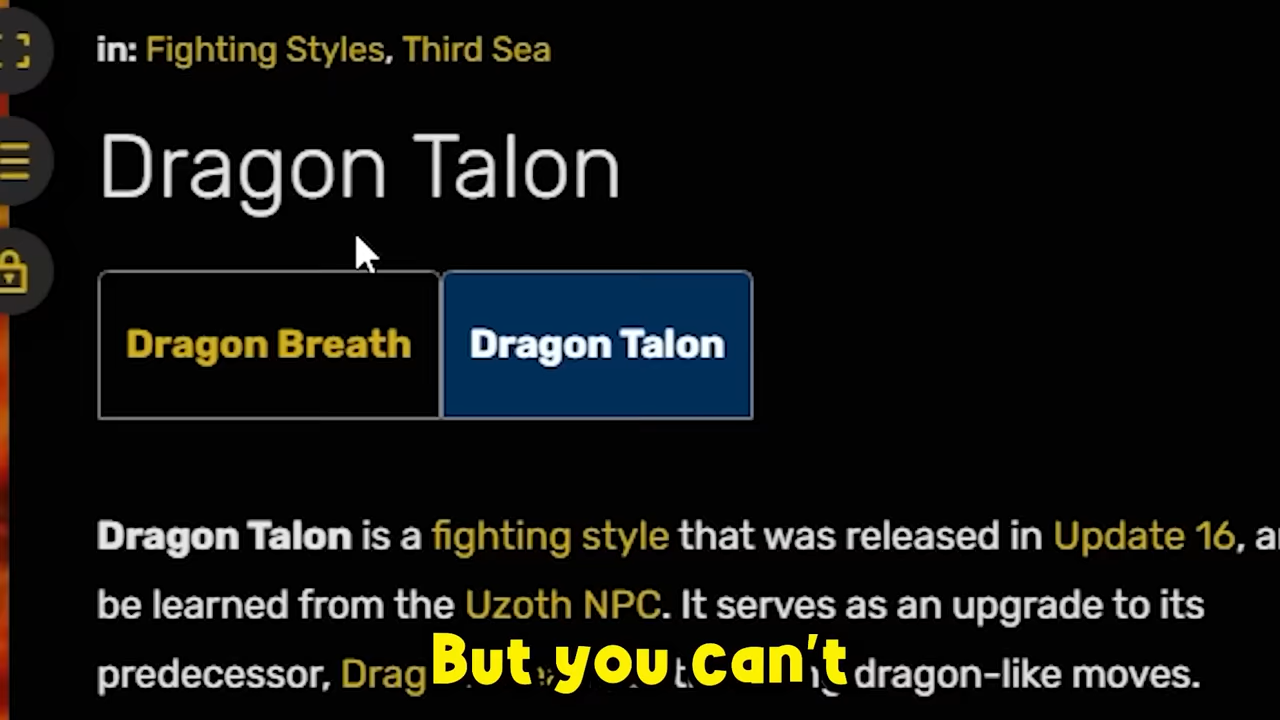 in: Fighting Styles, Third Sea
Dragon Talon
Dragon Breath
Dragon Talon
Dragon Talon is a fighting style that was released in Update 16,
be learned from the Uzoth NPC. It serves as an upgrade to its
predecessor, dragon-like moves.
But you can't